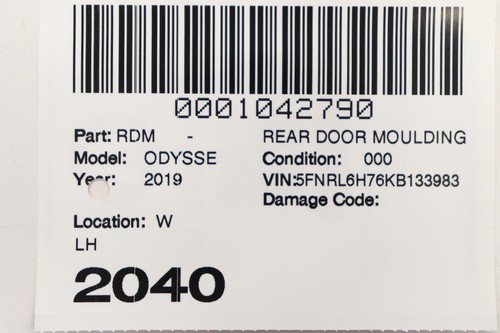 0001042790
Part: RDM - REAR DOOR MOULDING
Model: ODYSSE Condition: 000
Year: 2019 VIN:5FNRL6H76KB133983
Damage Code:
Location: W
LH
2040